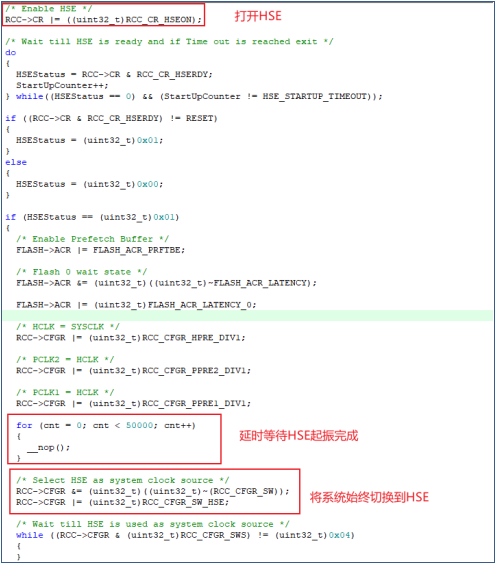 /* Enable HSE */
RCC->CR |= ((uint32_t)RCC_CR_HSEON);
打开HSE
/* Wait till HSE is ready and if Time out is reached exit */
do
{
HSEStatus = RCC->CR & RCC_CR_HSERDY;
StartUpCounter++;
} while((HSEStatus == 0) && (StartUpCounter != HSE_STARTUP_TIMEOUT));
if ((RCC->CR & RCC_CR_HSERDY) != RESET)
{
HSEStatus = (uint32_t)0x01;
}
else
{
HSEStatus = (uint32_t)0x00;
}
if (HSEStatus == (uint32_t)0x01)
{
/* Enable Prefetch Buffer */
FLASH->ACR |= FLASH_ACR_PRFTBE;
/* Flash 0 wait state */
FLASH->ACR &= (uint32_t)((uint32_t)~FLASH_ACR_LATENCY);
FLASH->ACR |= (uint32_t)FLASH_ACR_LATENCY_0;
/* HCLK = SYSCLK */
RCC->CFGR |= (uint32_t)RCC_CFGR_HPRE_DIV1;
/* PCLK2 = HCLK */
RCC->CFGR |= (uint32_t)RCC_CFGR_PPRE2_DIV1;
/* PCLK1 = HCLK */
RCC->CFGR |= (uint32_t)RCC_CFGR_PPRE1_DIV1;
for (cnt = 0; cnt < 50000; cnt++)
{
__nop();
}
延时等待HSE起振完成
/* Select HSE as system clock source */
RCC->CFGR &= (uint32_t)((uint32_t)~(RCC_CFGR_SW));
RCC->CFGR |= (uint32_t)RCC_CFGR_SW_HSE;
将系统始终切换到HSE
/* Wait till HSE is used as system clock source */
while ((RCC->CFGR & (uint32_t)RCC_CFGR_SWS) != (uint32_t)0x04)
{
}